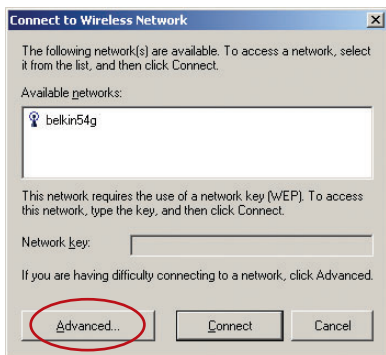 Connect to Wireless Network
The following network(s) are available. To access a network, select
it from the list, and then click Connect.
Available networks:
belkin54g
This network requires the use of a network key (WEP). To access
this network, type the key, and then click Connect.
Network key:
If you are having difficulty connecting to a network, click Advanced.
Advanced... Connect Cancel